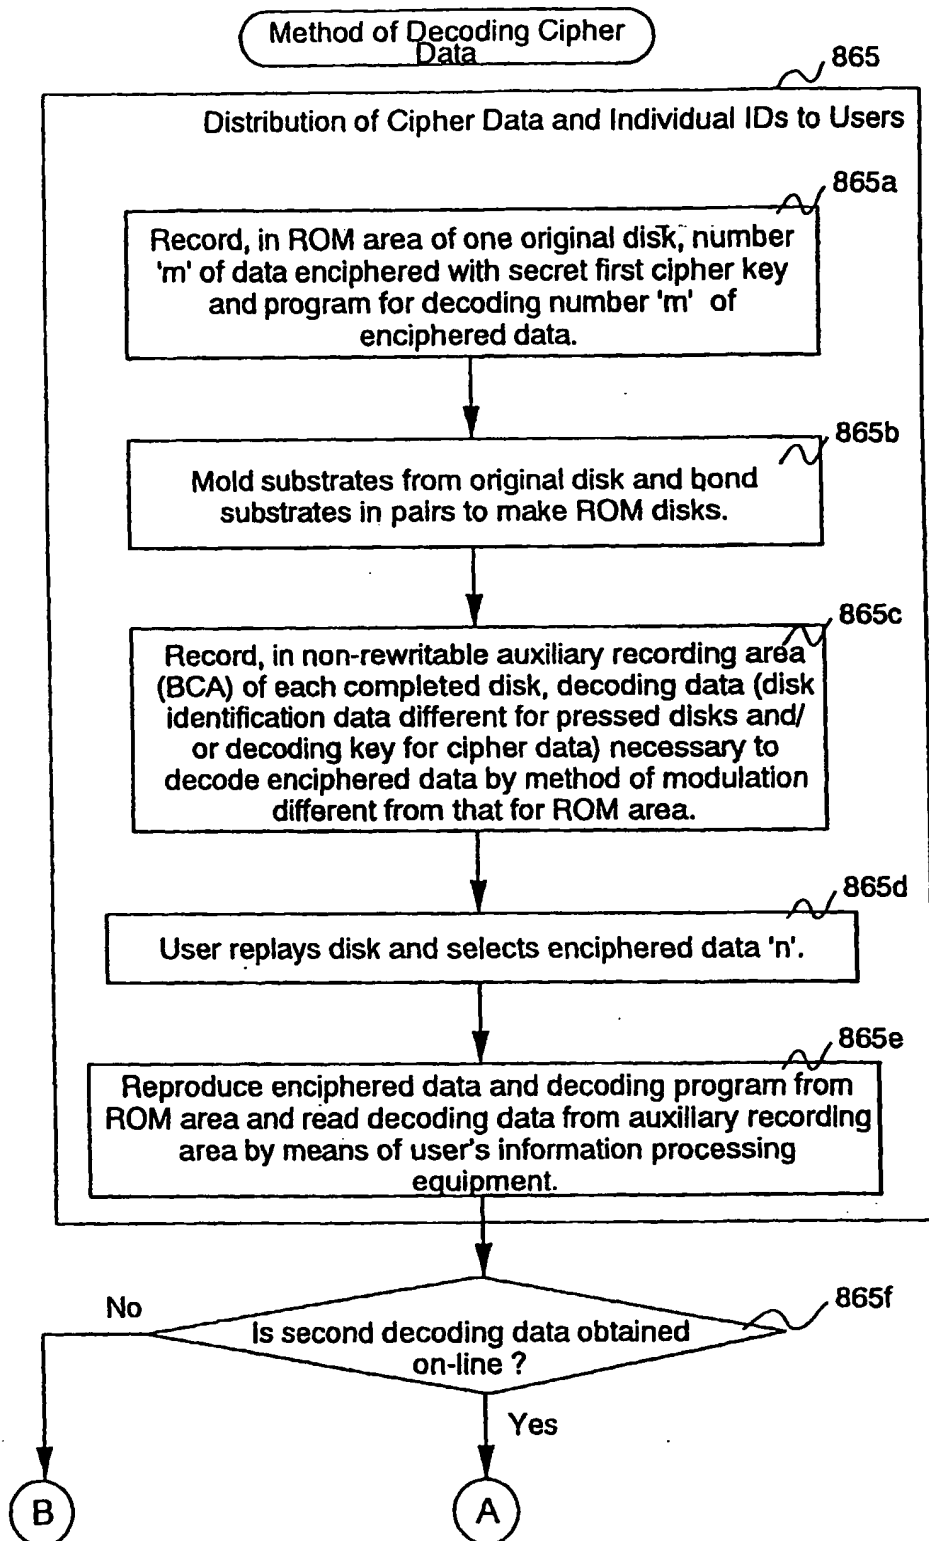 Method of Decoding Cipher
Data
865
Distribution of Cipher Data and Individual IDs to Users
865a
Record, in ROM area of one original disk, number
'm' of data enciphered with secret first cipher key
and program for decoding number 'm' of
enciphered data.
865b
Mold substrates from original disk and bond
substrates in pairs to make ROM disks.
865c
Record, in non-rewritable auxiliary recording area
(BCA) of each completed disk, decoding data (disk
identification data different for pressed disks and/
or decoding key for cipher data) necessary to
decode enciphered data by method of modulation
different from that for ROM area.
865d
User replays disk and selects enciphered data 'n'.
865e
Reproduce enciphered data and decoding program from
ROM area and read decoding data from auxiliary recording
area by means of user's information processing
equipment.
865f
No
Is second decoding data obtained
on-line ?
Yes
B
A